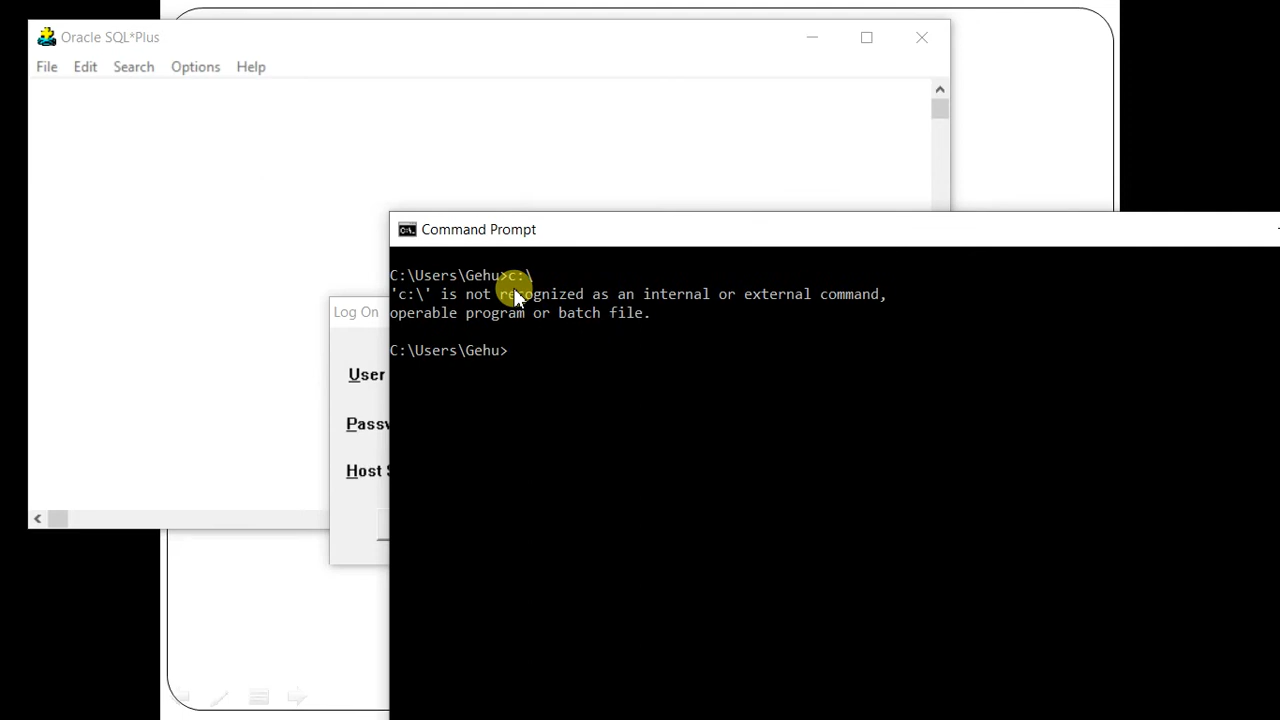 Oracle SQL*Plus
File Edit Search Options Help
Command Prompt
C:\Users\Gehu>c:\
'c:\' is not recognized as an internal or external command,
operable program or batch file.
C:\Users\Gehu>
Log On
User
Passw
Host S